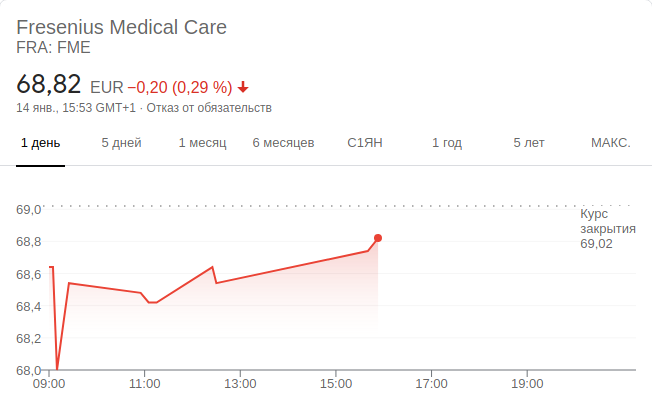 Fresenius Medical Care
FRA: FME
68,82 EUR −0,20 (0,29 %)
14 янв., 15:53 GMT+1 · Отказ от обязательств
1 день 5 дней 1 месяц 6 месяцев С1ЯН 1 год 5 лет МАКС.
69,0
Курс
закрытия
69,02
68,8
68,6
68,4
68,2
68,0
09:00 11:00 13:00 15:00 17:00 19:00